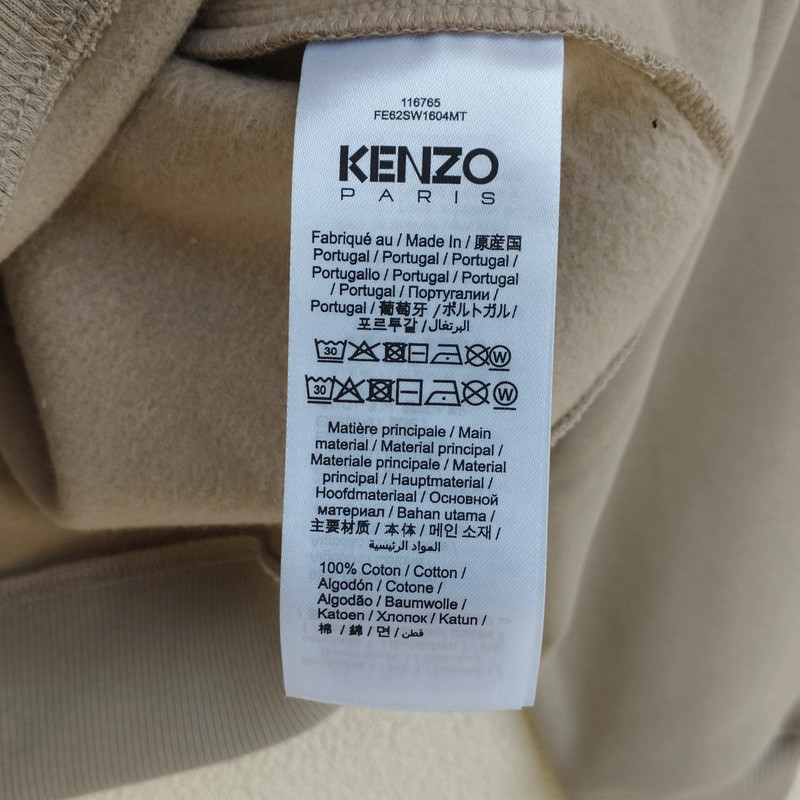 116765
FE62SW1604MT
KENZO
PARIS
Fabriqué au / Made In / 原産国
Portugal / Portugal / Portugal /
Portugallo / Portugal / Portugal
/ Portugal / Португалии /
Portugal / 葡萄牙 /ポルトガル/
포르투갈 /البرتغال
30 W
30 W
Matière principale / Main
material / Material principal /
Materiale principale / Material
principal / Hauptmaterial /
Hoofdmateriaal / Основной
материал / Bahan utama /
主要材质 / 本体 / 메인 소재 /
المواد الرئيسية
100% Coton / Cotton /
Algodón / Cotone /
Algodão / Baumwolle /
Katoen / Хлопок / Katun /
棉 / 錦 / 면 / قطن